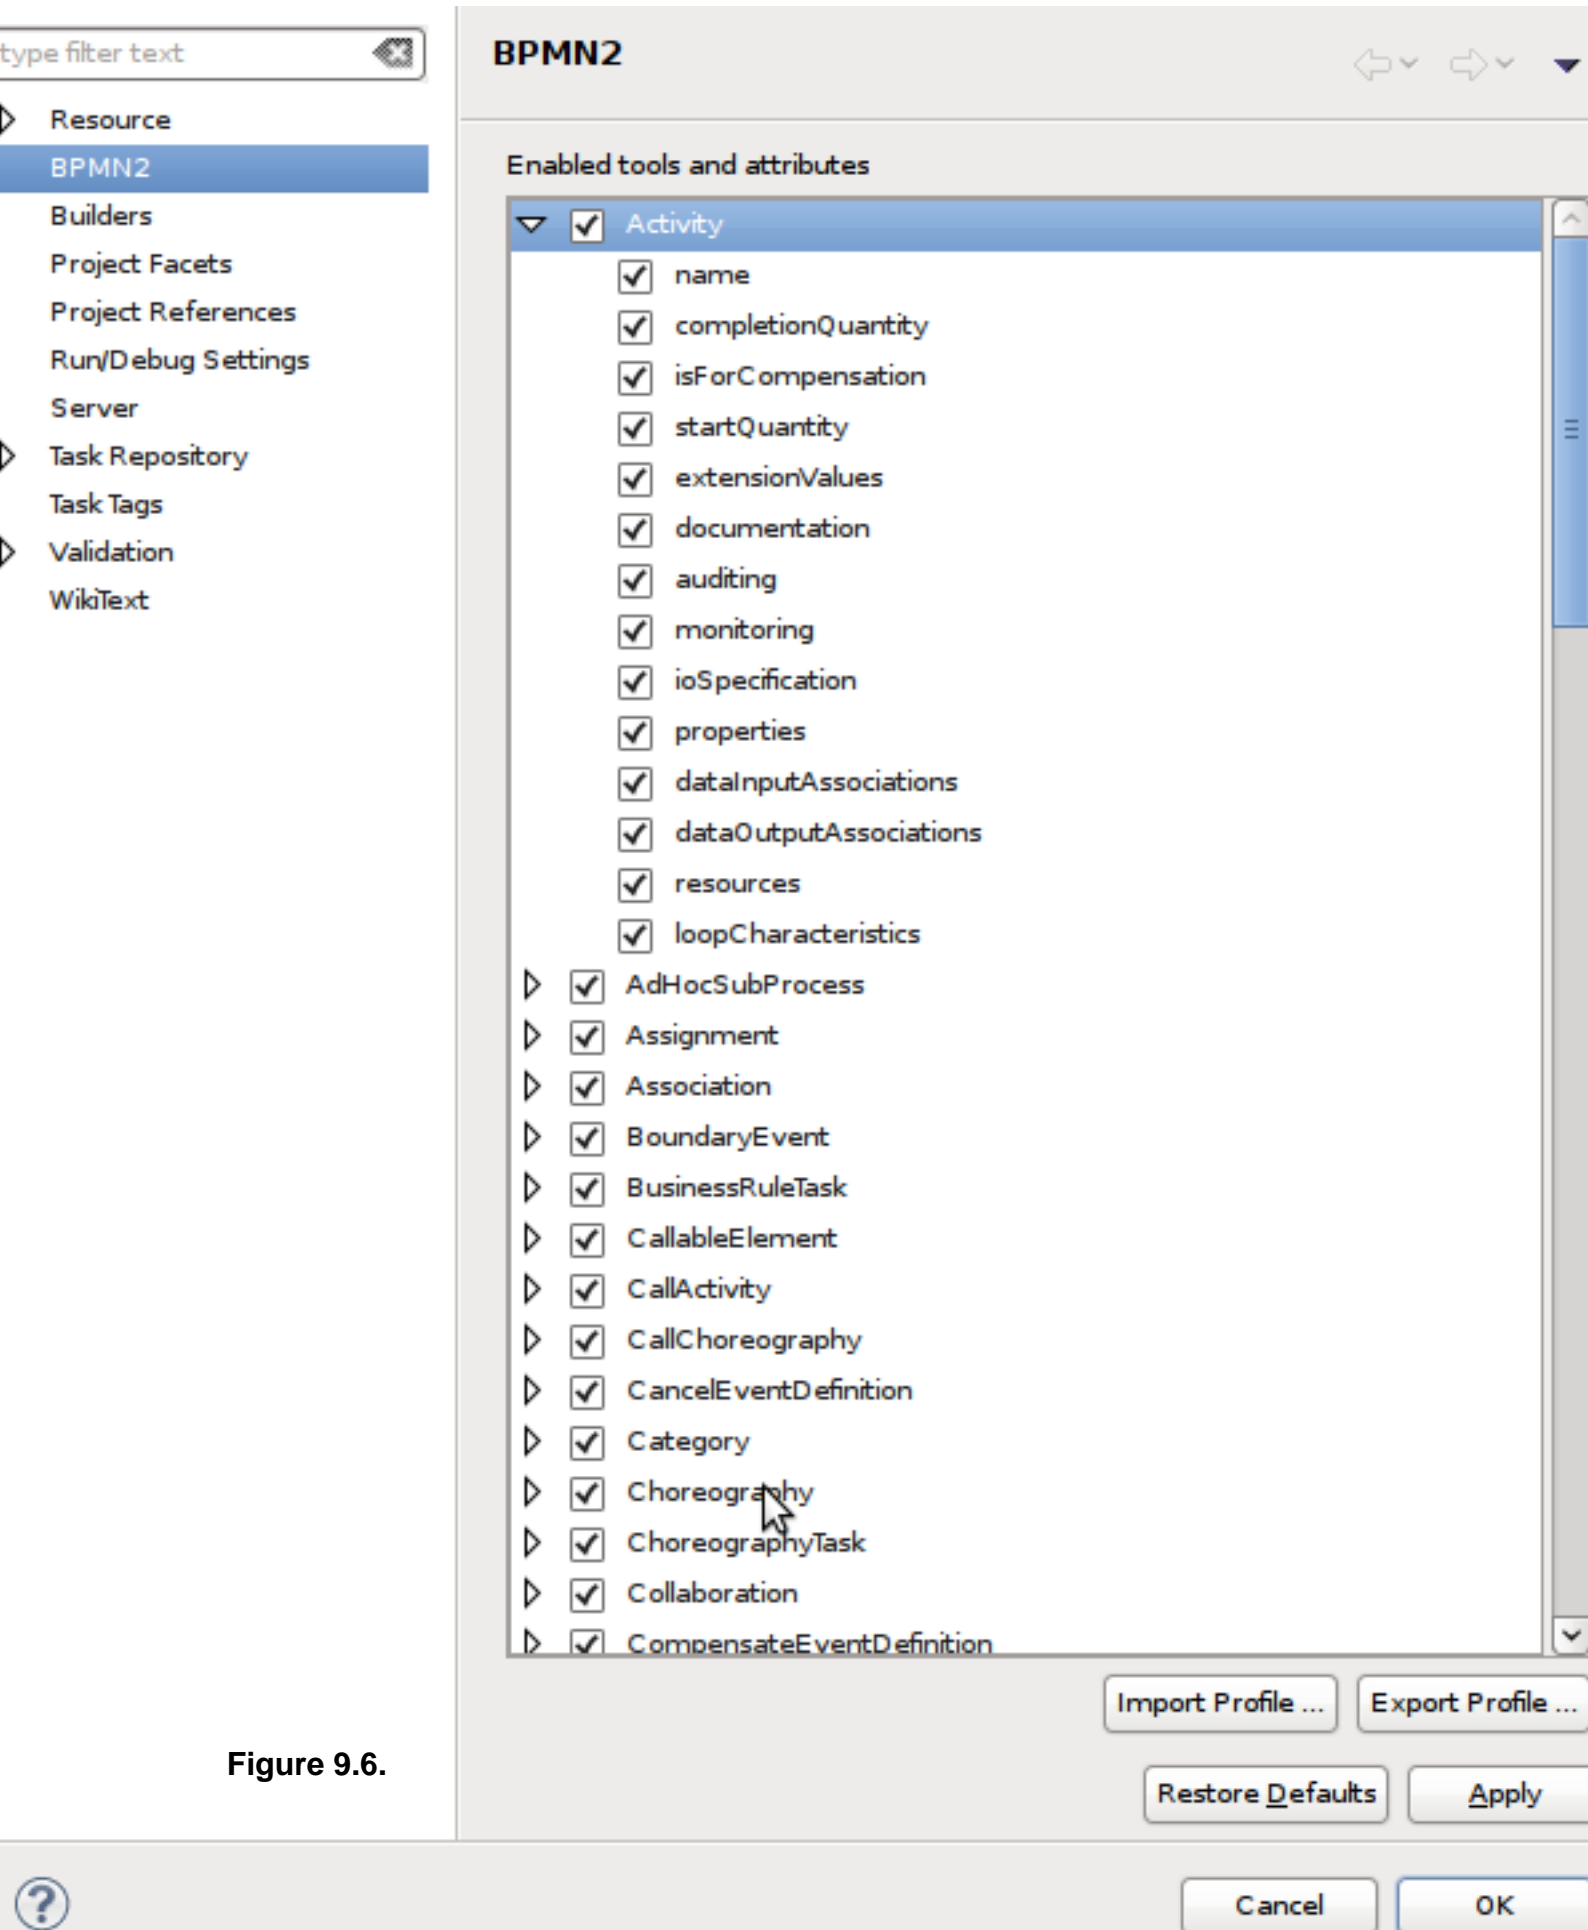 type filter text
Resource
BPMN2
Builders
Project Facets
Project References
Run/Debug Settings
Server
Task Repository
Task Tags
Validation
WikiText
BPMN2
Enabled tools and attributes
Activity
name
completionQuantity
isForCompensation
startQuantity
extensionValues
documentation
auditing
monitoring
ioSpecification
properties
dataInputAssociations
dataOutputAssociations
resources
loopCharacteristics
AdHocSubProcess
Assignment
Association
BoundaryEvent
BusinessRuleTask
CallableElement
CallActivity
CallChoreography
CancelEventDefinition
Category
Choreography
ChoreographyTask
Collaboration
CompensateEventDefinition
Import Profile ...
Export Profile ...
Figure 9.6.
Restore Defaults
Apply
?
Cancel
OK